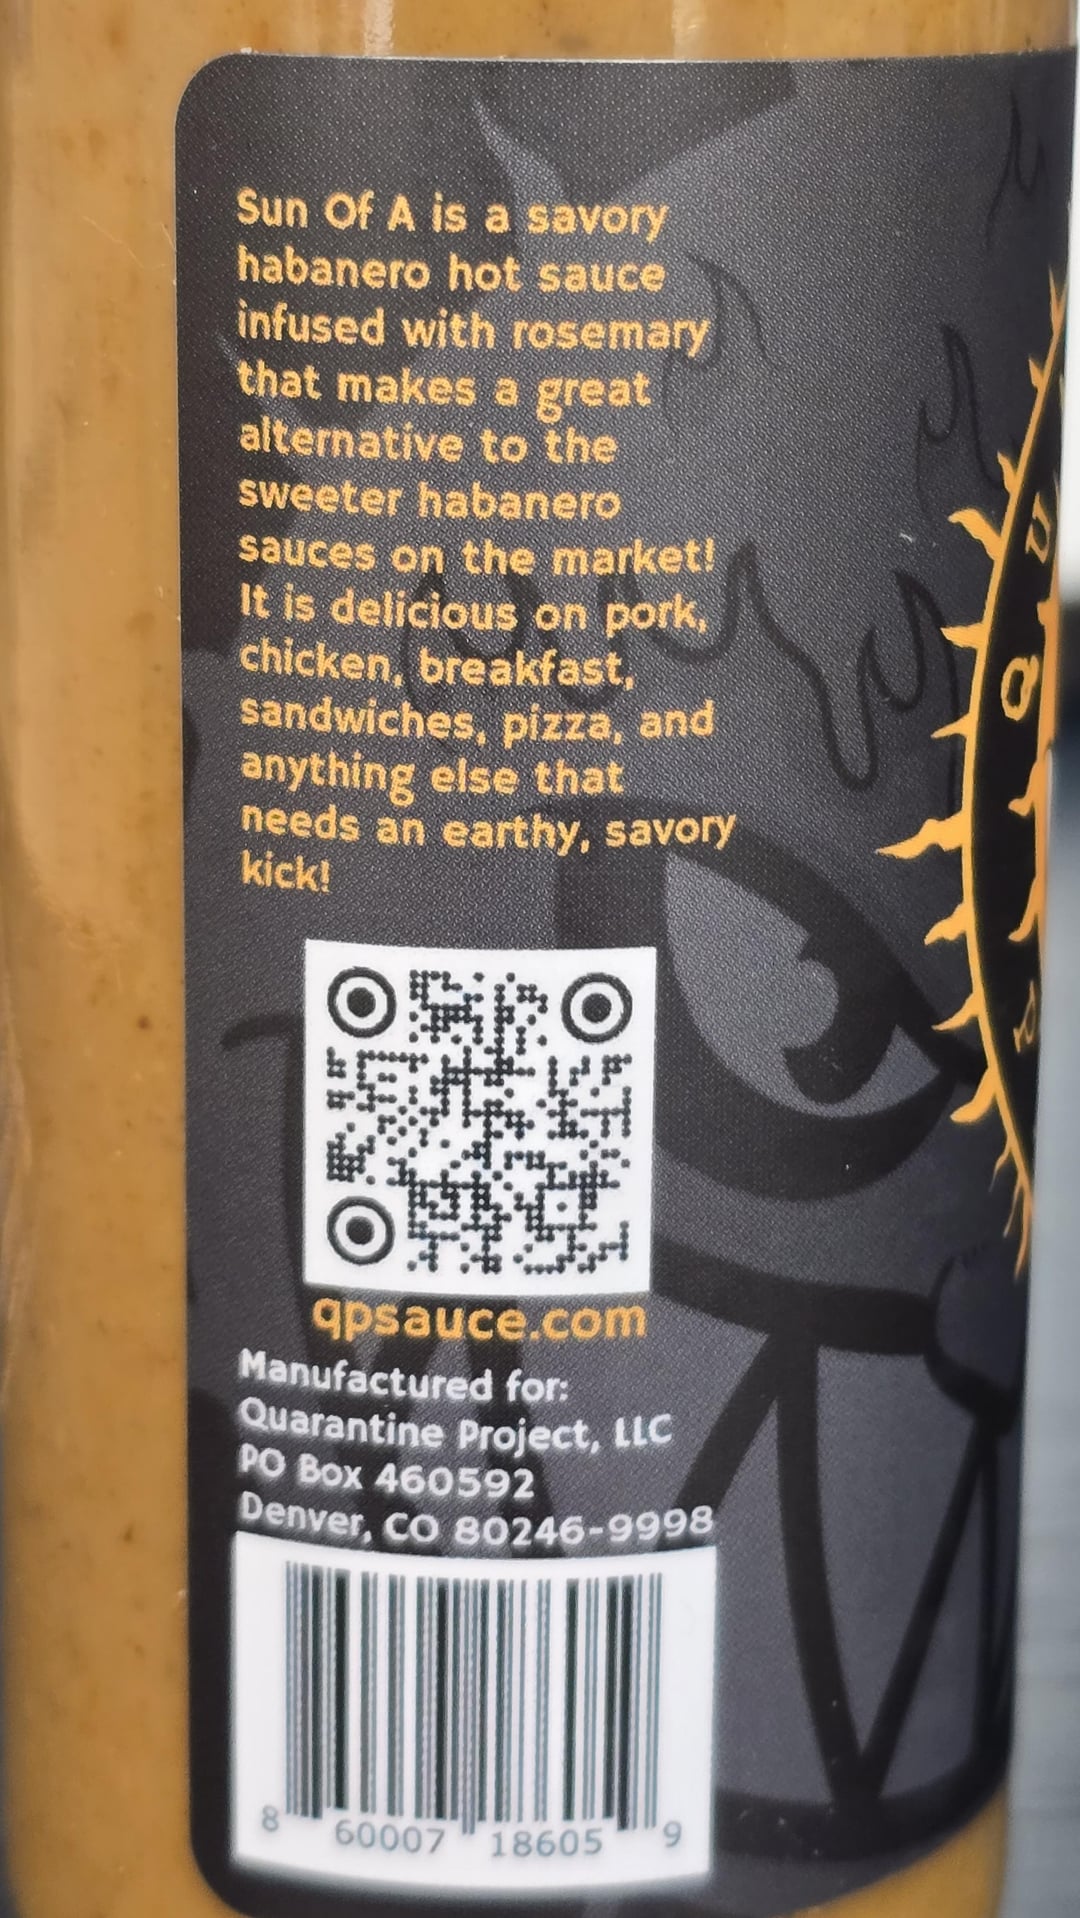 Sun Of A is a savory
habanero hot sauce
infused with rosemary
that makes a great
alternative to the
sweeter habanero
sauces on the market!
It is delicious on pork,
chicken, breakfast,
sandwiches, pizza, and
anything else that
needs an earthy, savory
kick!
qpsauce.com
Manufactured for:
Quarantine Project, LLC
PO Box 460592
Denver, CO 80246-9998
8 60007 18605 9